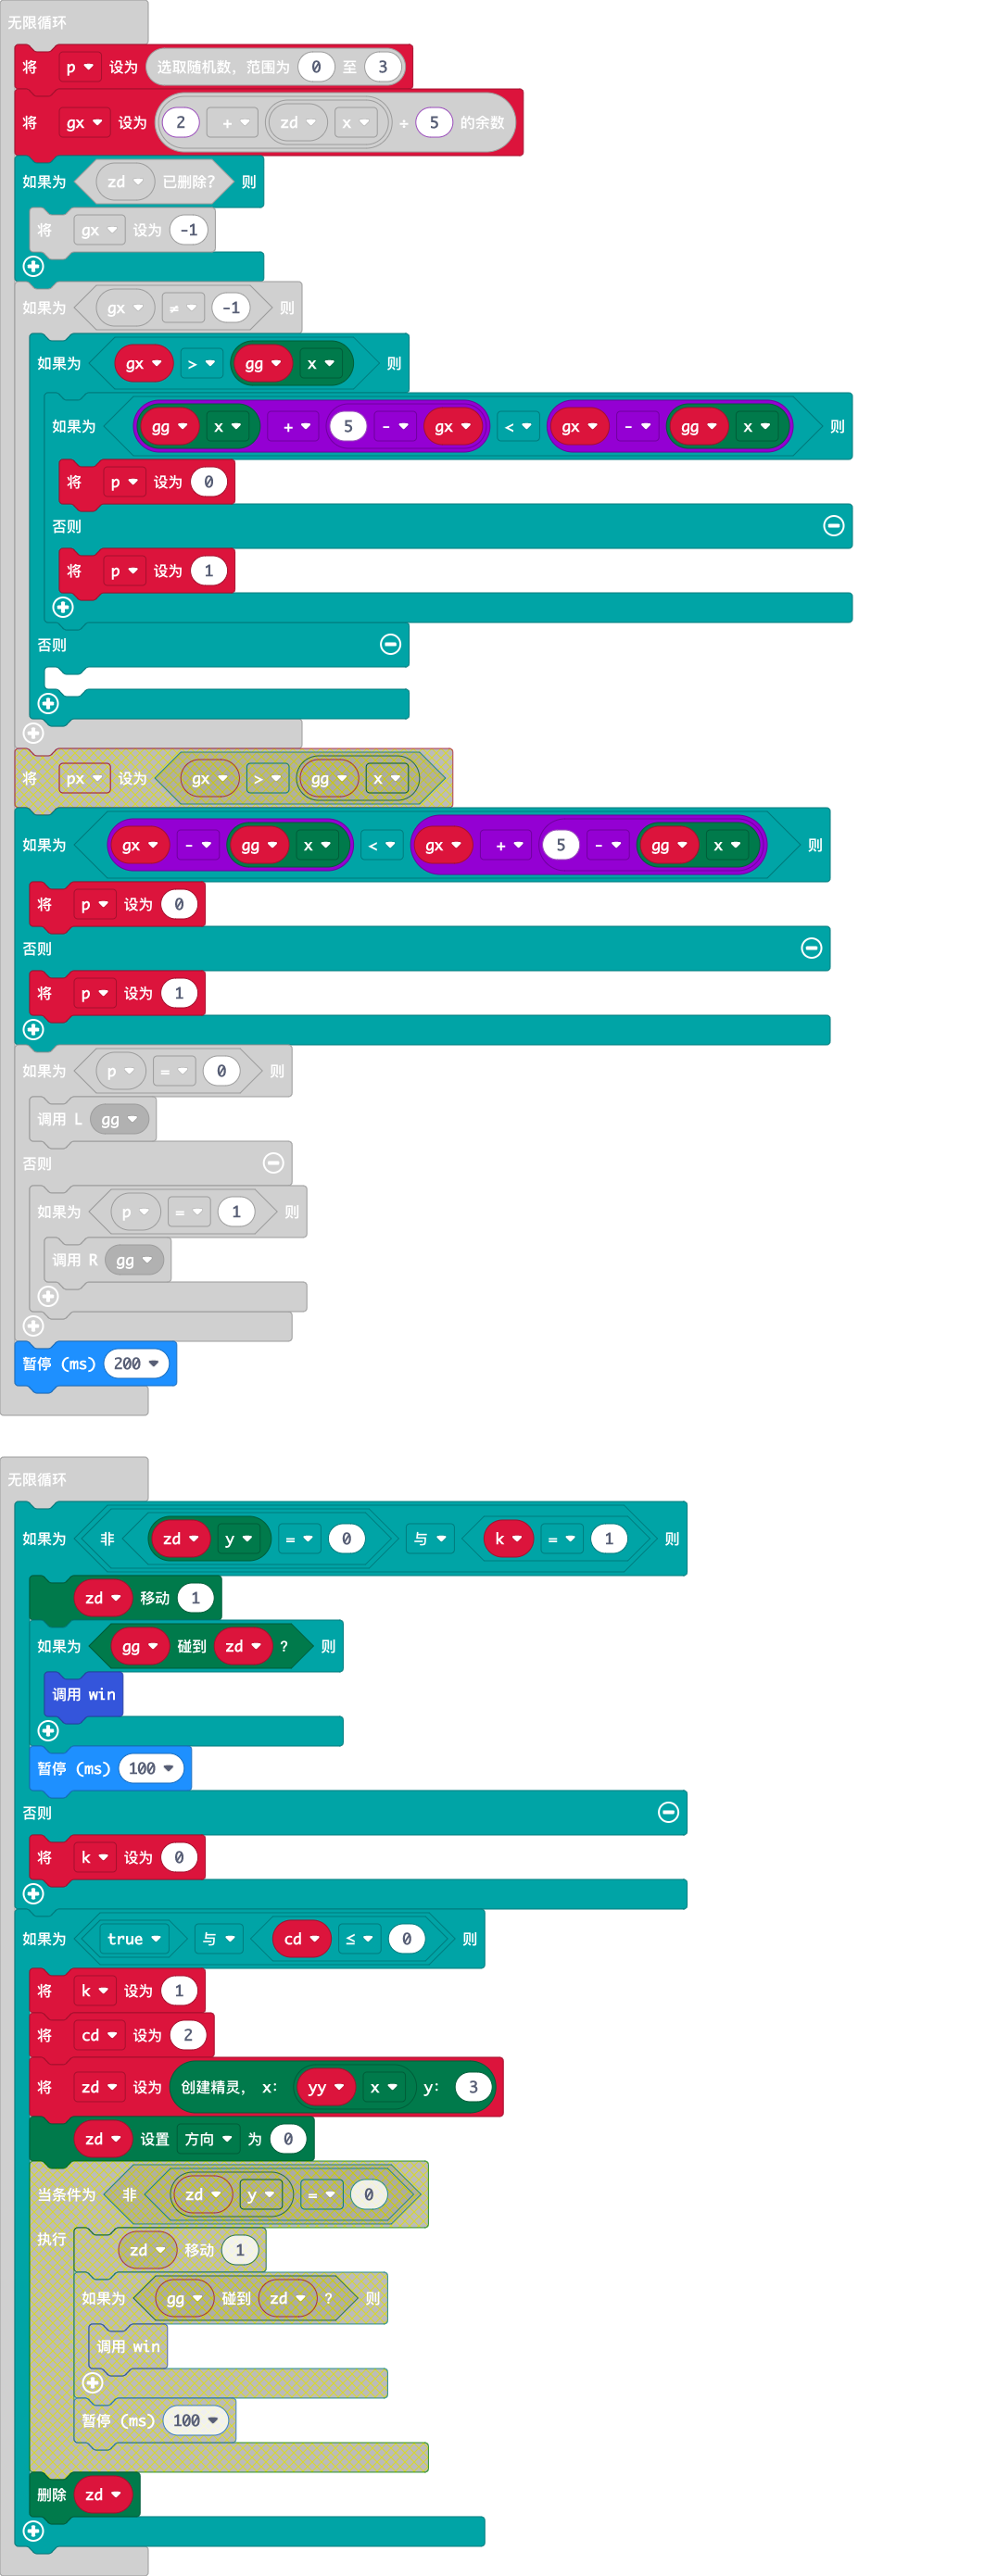 无限循环
将 p 设为 选取随机数，范围为 0 至 3
将 gx 设为 2 + zd x ÷ 5 的余数
如果为 zd 已删除？ 则
将 gx 设为 -1
如果为 gx ≠ -1 则
如果为 gx > gg x 则
如果为 gg x + 5 - gx < gx - gg x 则
将 p 设为 0
否则
将 p 设为 1
否则
将 px 设为 gx > gg x
如果为 gx - gg x < gx + 5 - gg x 则
将 p 设为 0
否则
将 p 设为 1
如果为 p = 0 则
调用 L gg
否则
如果为 p = 1 则
调用 R gg
暂停 (ms) 200
无限循环
如果为 非 zd y = 0 与 k = 1 则
zd 移动 1
如果为 gg 碰到 zd ? 则
调用 win
暂停 (ms) 100
否则
将 k 设为 0
如果为 true 与 cd ≤ 0 则
将 k 设为 1
将 cd 设为 2
将 zd 设为 创建精灵， x: yy x y: 3
zd 设置 方向 为 0
当条件为 非 zd y = 0
执行 zd 移动 1
如果为 gg 碰到 zd ? 则
调用 win
暂停 (ms) 100
删除 zd